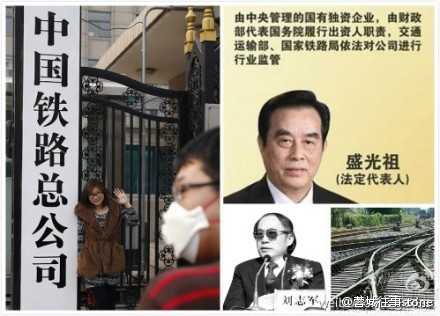 中国铁路总公司
由中央管理的国有独资企业，由财政
部代表国务院履行出资人职责，交通
运输部、国家铁路局依法对公司进行
行业监管
盛光祖
(法定代表人)
刘志军